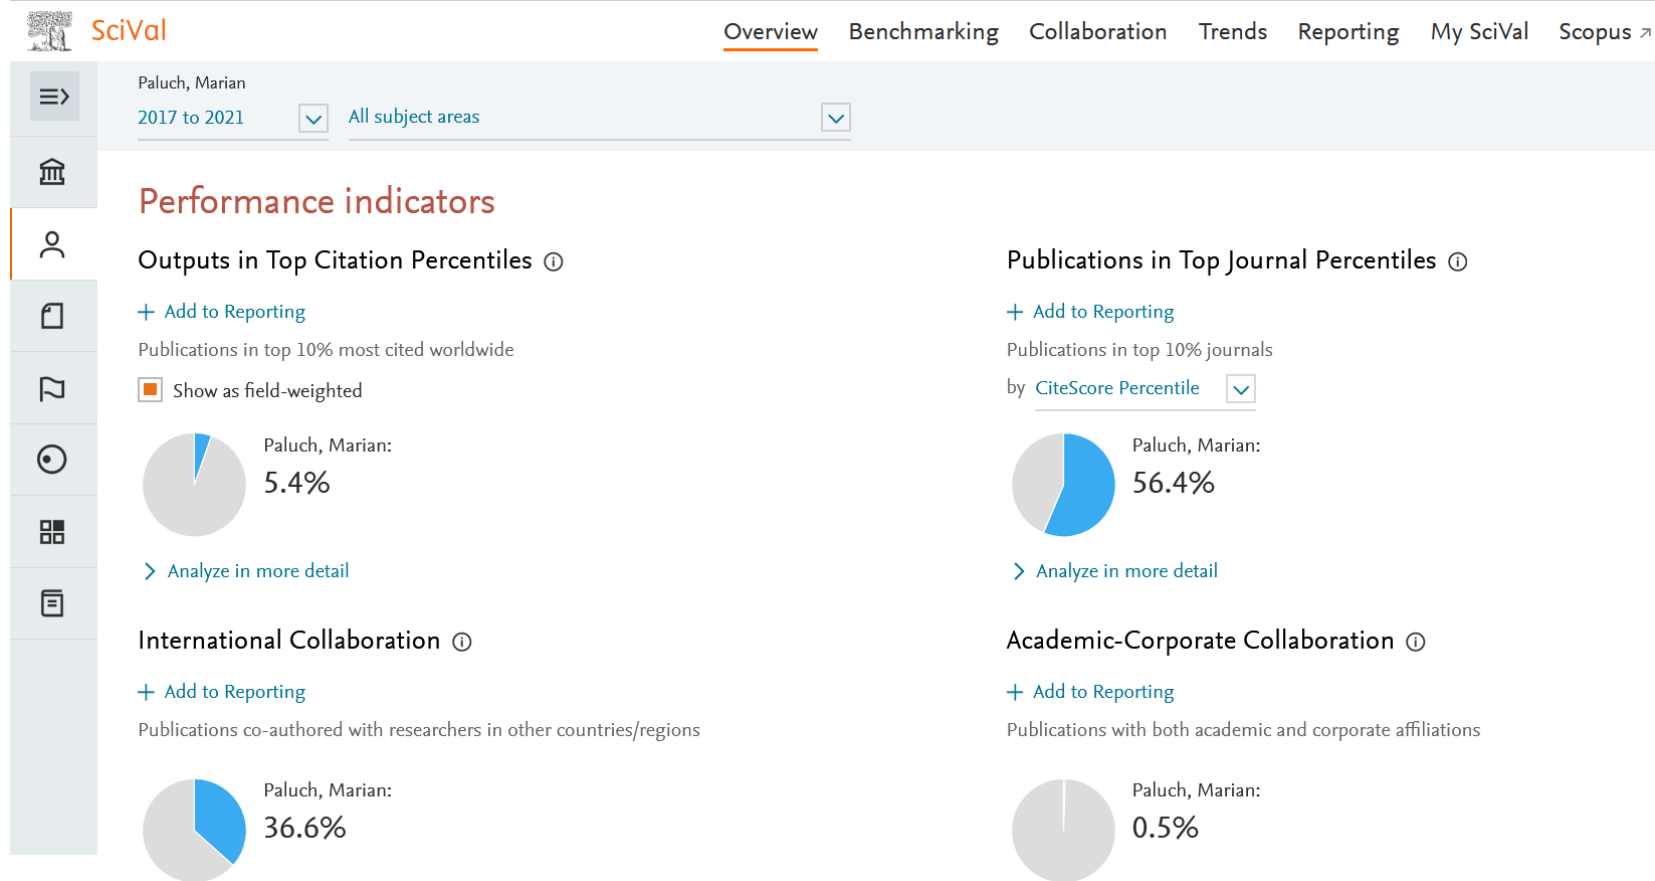 SciVal
Overview Benchmarking Collaboration Trends Reporting My SciVal Scopus
Paluch, Marian
2017 to 2021
All subject areas
Performance indicators
Outputs in Top Citation Percentiles
+ Add to Reporting
Publications in top 10% most cited worldwide
Show as field-weighted
Paluch, Marian:
5.4%
Analyze in more detail
Publications in Top Journal Percentiles
+ Add to Reporting
Publications in top 10% journals
by CiteScore Percentile
Paluch, Marian:
56.4%
Analyze in more detail
International Collaboration
+ Add to Reporting
Publications co-authored with researchers in other countries/regions
Paluch, Marian:
36.6%
Academic-Corporate Collaboration
+ Add to Reporting
Publications with both academic and corporate affiliations
Paluch, Marian:
0.5%